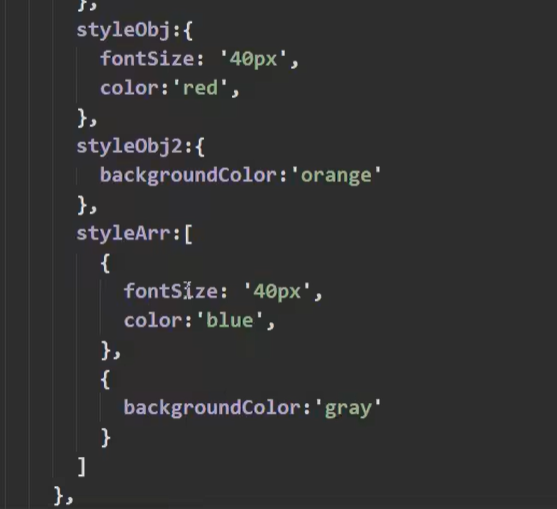 },
styleObj:{
fontSize: '40px',
color:'red',
},
styleObj2:{
backgroundColor:'orange'
},
styleArr:[
{
fontSize: '40px',
color:'blue',
},
{
backgroundColor:'gray'
}
]
},